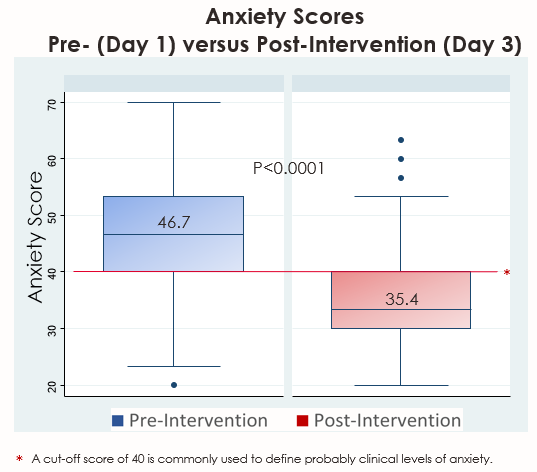 Anxiety Scores
Pre- (Day 1) versus Post-Intervention (Day 3)
70
60
50
40
30
20
Anxiety Score
P<0.0001
46.7
35.4
*
Pre-Intervention
Post-Intervention
* A cut-off score of 40 is commonly used to define probably clinical levels of anxiety.